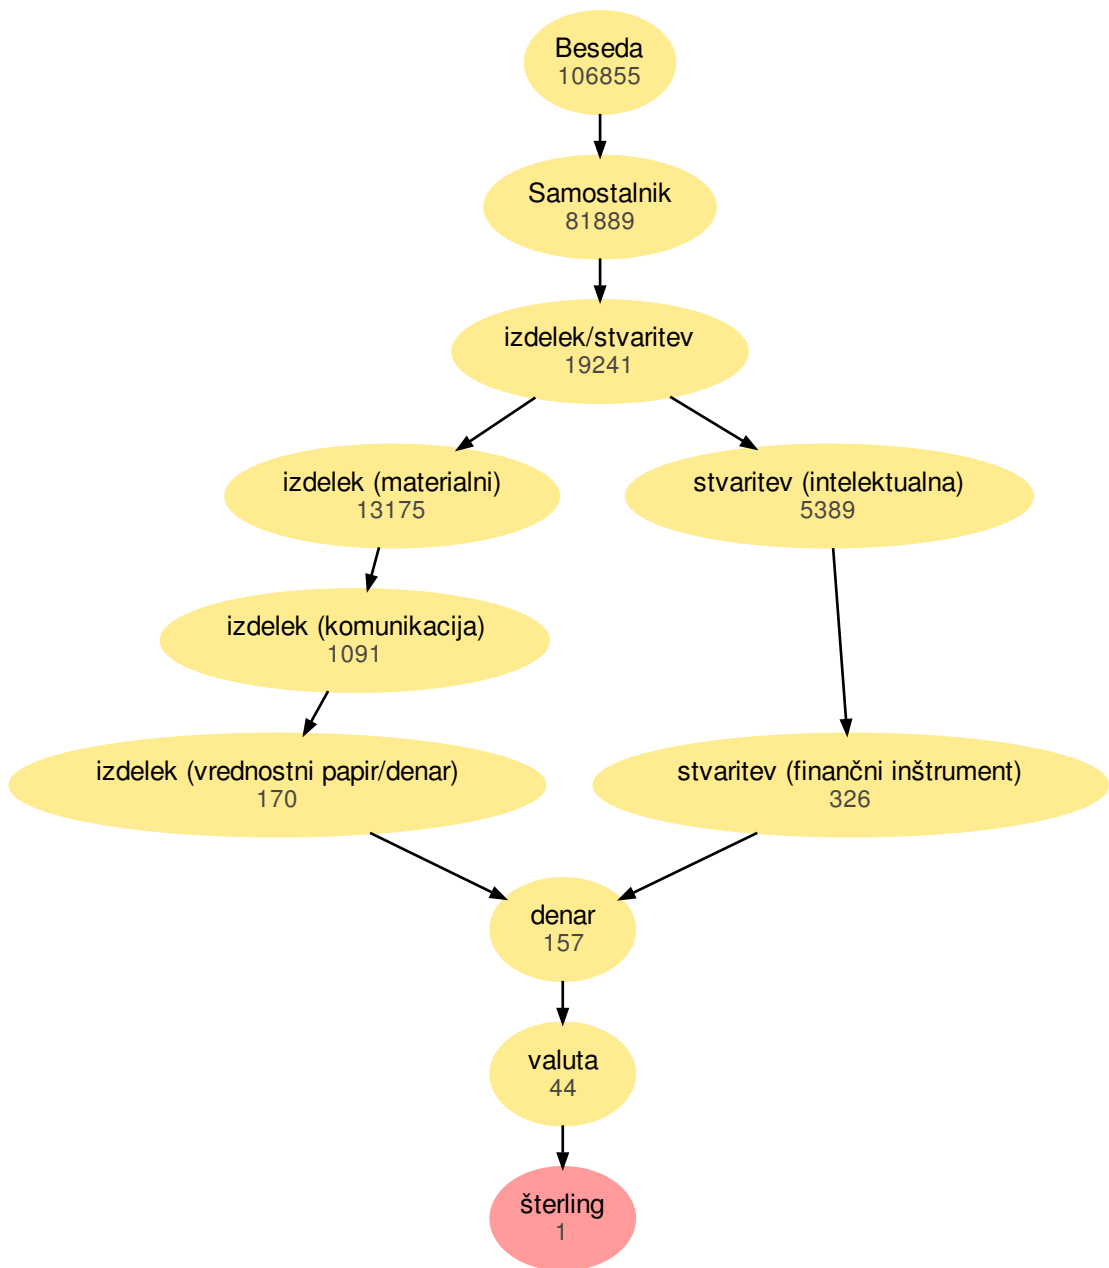 Beseda
106855
Samostalnik
81889
izdelek/stvaritev
19241
izdelek (materialni)
13175
stvaritev (intelektualna)
5389
izdelek (komunikacija)
1091
izdelek (vrednostni papir/denar)
170
stvaritev (finančni inštrument)
326
denar
157
valuta
44
šterling
1